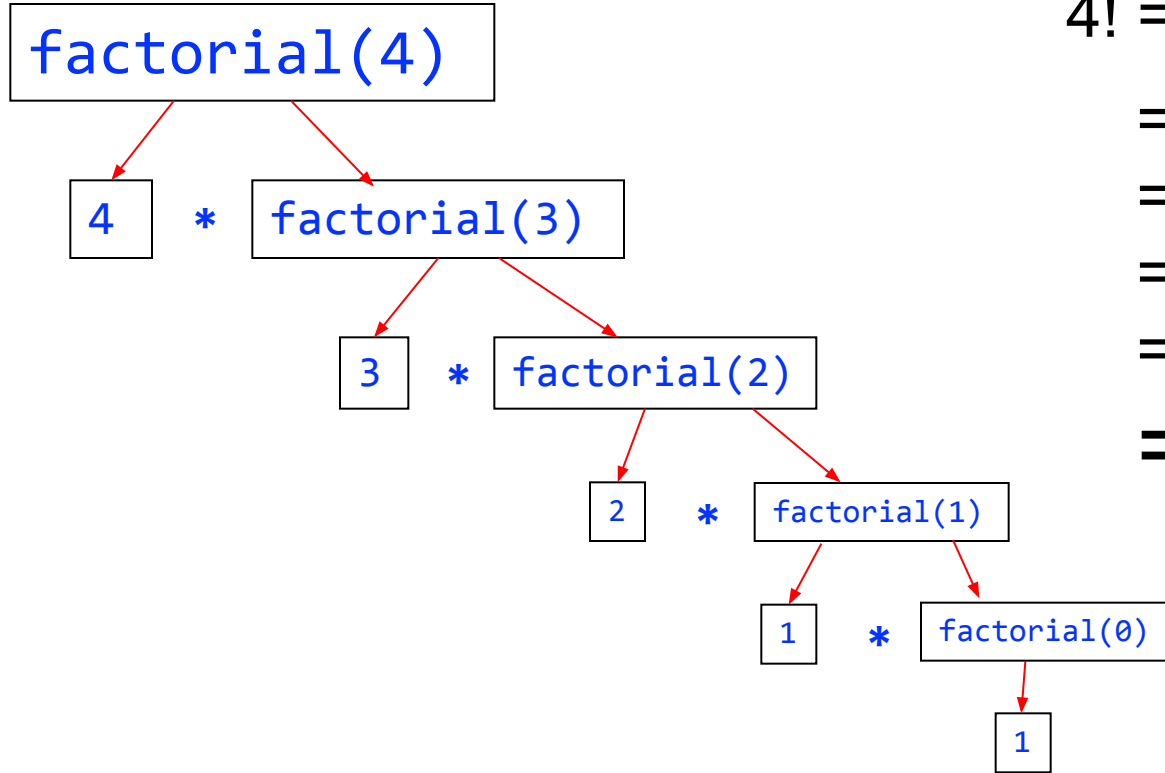 factorial(4)
4! =
=
4 * factorial(3)
=
=
3 * factorial(2)
=
=
2 * factorial(1)
1 * factorial(0)
1